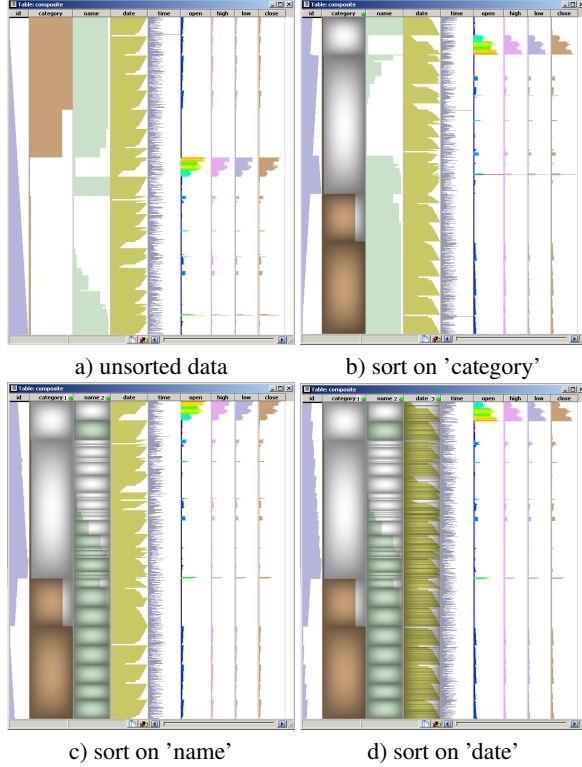 Table: composite
id category name date time open high low close
Table: composite
id category name date time open high low close
a) unsorted data
b) sort on 'category'
Table: composite
id category 1 name 2 date time open high low close
Table: composite
id category 1 name 2 date 3 time open high low close
c) sort on 'name'
d) sort on 'date'